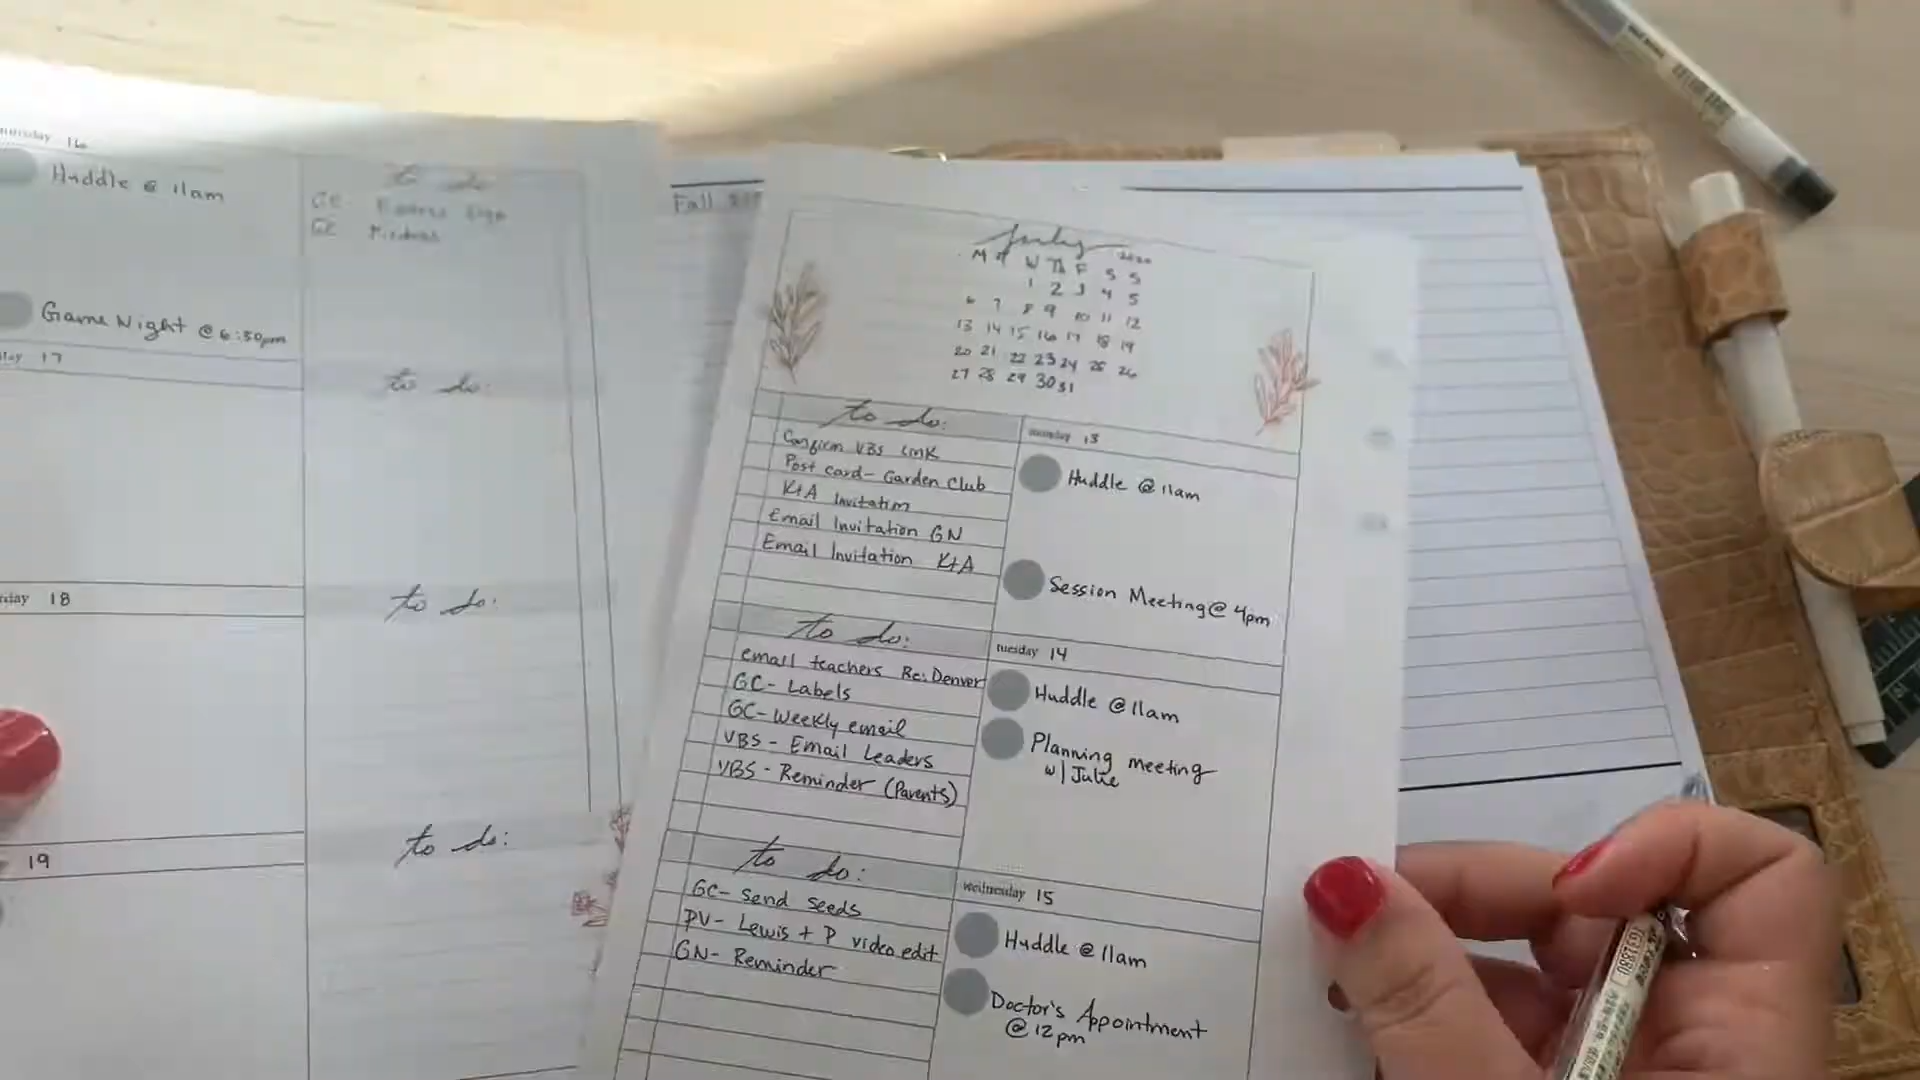 16
Huddle @ 11am
Game Night @ 6:30pm
17
18
19
to do
GC-
GC
to do:
to do:
to do:
Fall
July 2020
M T W Th F S S
1 2 3 4 5
6 7 8 9 10 11 12
13 14 15 16 17 18 19
20 21 22 23 24 25 26
27 28 29 30 31
to do:
Confirm VBS Link
Post card- Garden Club
K+A Invitation
Email Invitation GN
Email Invitation K+A
monday 13
Huddle @ 11am
Session Meeting @ 4pm
to do:
email teachers Re: Denver
GC- Labels
GC- Weekly email
VBS - Email Leaders
VBS - Reminder (Parents)
tuesday 14
Huddle @ 11am
Planning meeting
w/ Julie
to do:
GC- Send Seeds
PV- Lewis + P video edit
GN- Reminder
wednesday 15
Huddle @ 11am
Doctor's Appointment
@ 12pm